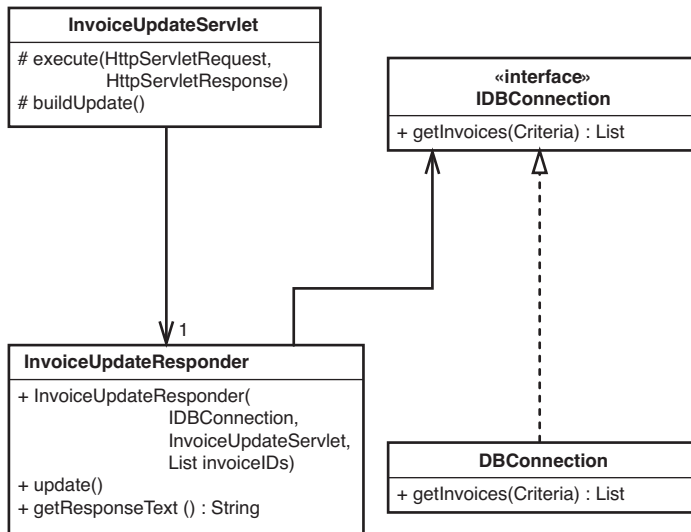 InvoiceUpdateServlet
# execute(HttpServletRequest,
HttpServletResponse)
# buildUpdate()
«interface»
IDBConnection
+ getInvoices(Criteria) : List
1
InvoiceUpdateResponder
+ InvoiceUpdateResponder(
IDBConnection,
InvoiceUpdateServlet,
List invoiceIDs)
+ update()
+ getResponseText () : String
DBConnection
+ getInvoices(Criteria) : List